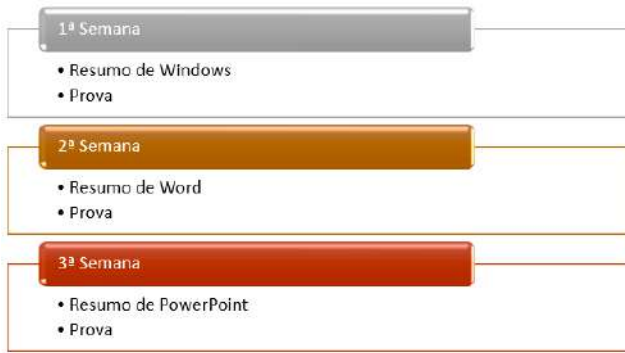 1ª Semana
• Resumo de Windows
• Prova
2ª Semana
• Resumo de Word
• Prova
3ª Semana
• Resumo de PowerPoint
• Prova